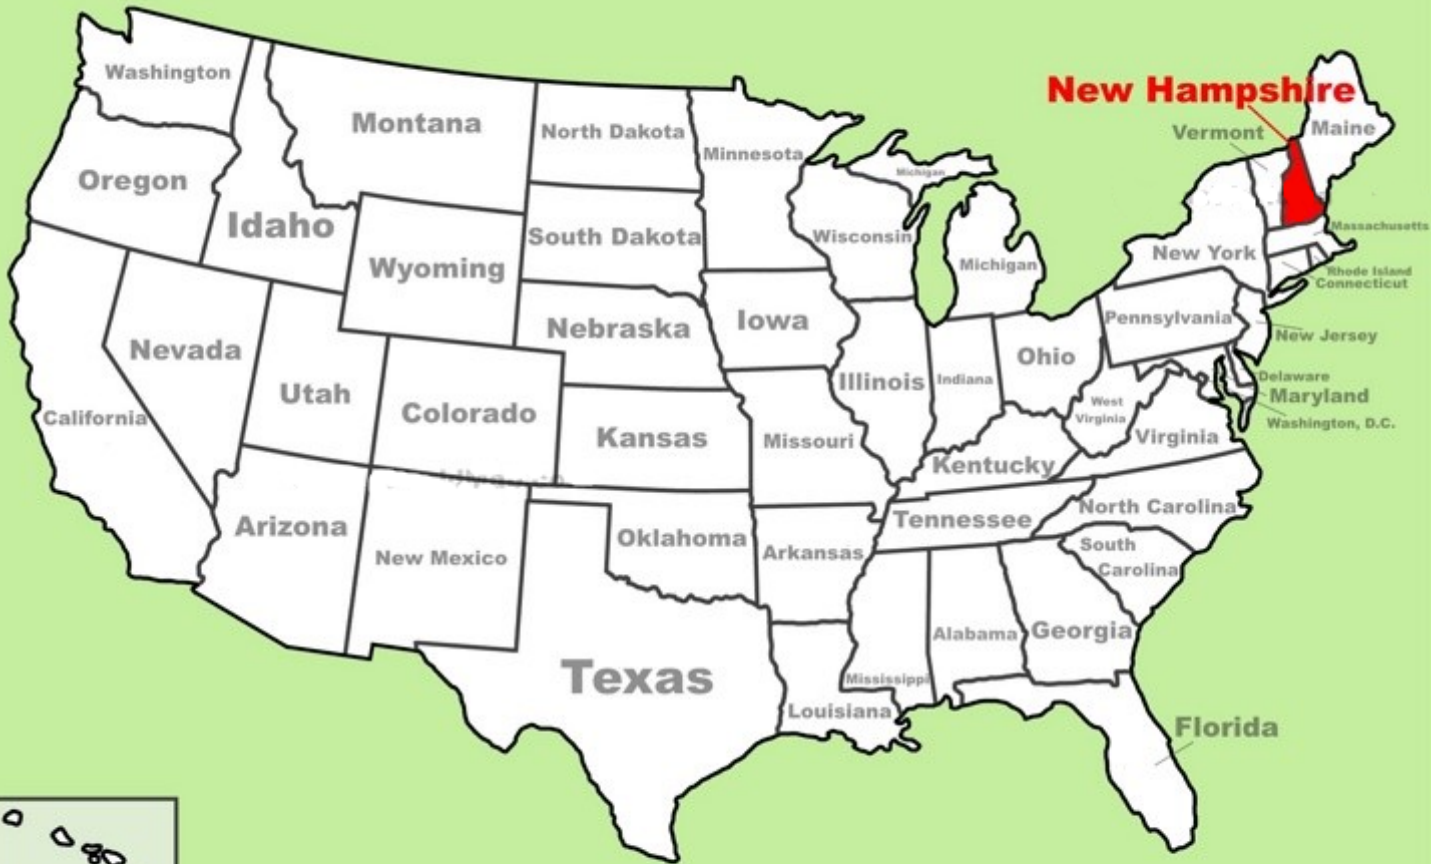 Washington
Montana
North Dakota
Minnesota
New Hampshire
Vermont
Maine
Oregon
Idaho
Michigan
South Dakota
Wisconsin
Massachusetts
Wyoming
Michigan
New York
Rhode Island
Connecticut
Nebraska
Iowa
Pennsylvania
New Jersey
Nevada
Ohio
Utah
Illinois
Indiana
Delaware
Maryland
California
Colorado
West
Virginia
Washington, D.C.
Kansas
Missouri
Virginia
Kentucky
Arizona
Tennessee
North Carolina
New Mexico
Oklahoma
Arkansas
South
Carolina
Alabama
Georgia
Texas
Mississippi
Louisiana
Florida